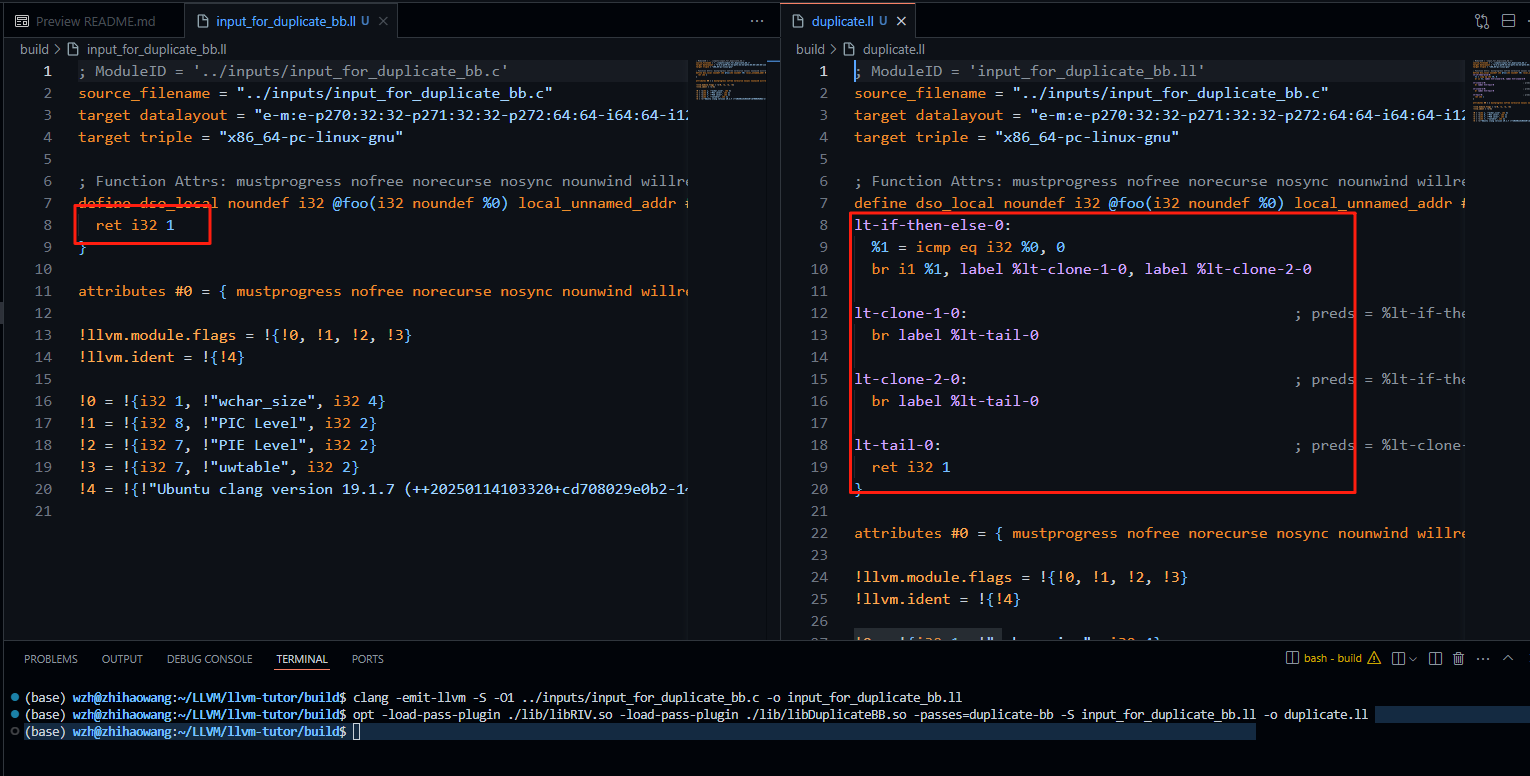 Preview README.md
input_for_duplicate_bb.ll U
build > input_for_duplicate_bb.ll
1 ; ModuleID = '../inputs/input_for_duplicate_bb.c'
2 source_filename = "../inputs/input_for_duplicate_bb.c"
3 target datalayout = "e-m:e-p270:32:32-p271:32:32-p272:64:64-i64:64-i12
4 target triple = "x86_64-pc-linux-gnu"
5
6 ; Function Attrs: mustprogress nofree norecurse nosync nounwind willre
7 define dso_local noundef i32 @foo(i32 noundef %0) local_unnamed_addr #
8 ret i32 1
9 }
10
11 attributes #0 = { mustprogress nofree norecurse nosync nounwind willre
12
13 !llvm.module.flags = !{!0, !1, !2, !3}
14 !llvm.ident = !{!4}
15
16 !0 = !{i32 1, !"wchar_size", i32 4}
17 !1 = !{i32 8, !"PIC Level", i32 2}
18 !2 = !{i32 7, !"PIE Level", i32 2}
19 !3 = !{i32 7, !"uwtable", i32 2}
20 !4 = !{!"Ubuntu clang version 19.1.7 (++20250114103320+cd708029e0b2-1
21
duplicate.ll U
build > duplicate.ll
1 ; ModuleID = 'input_for_duplicate_bb.ll'
2 source_filename = "../inputs/input_for_duplicate_bb.c"
3 target datalayout = "e-m:e-p270:32:32-p271:32:32-p272:64:64-i64:64-i12
4 target triple = "x86_64-pc-linux-gnu"
5
6 ; Function Attrs: mustprogress nofree norecurse nosync nounwind willre
7 define dso_local noundef i32 @foo(i32 noundef %0) local_unnamed_addr #
8 lt-if-then-else-0:
9 %1 = icmp eq i32 %0, 0
10 br i1 %1, label %lt-clone-1-0, label %lt-clone-2-0
11
12 lt-clone-1-0: ; preds = %lt-if-the
13 br label %lt-tail-0
14
15 lt-clone-2-0: ; preds = %lt-if-the
16 br label %lt-tail-0
17
18 lt-tail-0: ; preds = %lt-clone-
19 ret i32 1
20 }
21
22 attributes #0 = { mustprogress nofree norecurse nosync nounwind willre
23
24 !llvm.module.flags = !{!0, !1, !2, !3}
25 !llvm.ident = !{!4}
26
PROBLEMS OUTPUT DEBUG CONSOLE TERMINAL PORTS
bash - build
(base) wzh@zhihaowang:~/LLVM/llvm-tutor/build$ clang -emit-llvm -S -O1 ../inputs/input_for_duplicate_bb.c -o input_for_duplicate_bb.ll
(base) wzh@zhihaowang:~/LLVM/llvm-tutor/build$ opt -load-pass-plugin ./lib/libRIV.so -load-pass-plugin ./lib/libDuplicateBB.so -passes=duplicate-bb -S input_for_duplicate_bb.ll -o duplicate.ll
(base) wzh@zhihaowang:~/LLVM/llvm-tutor/build$